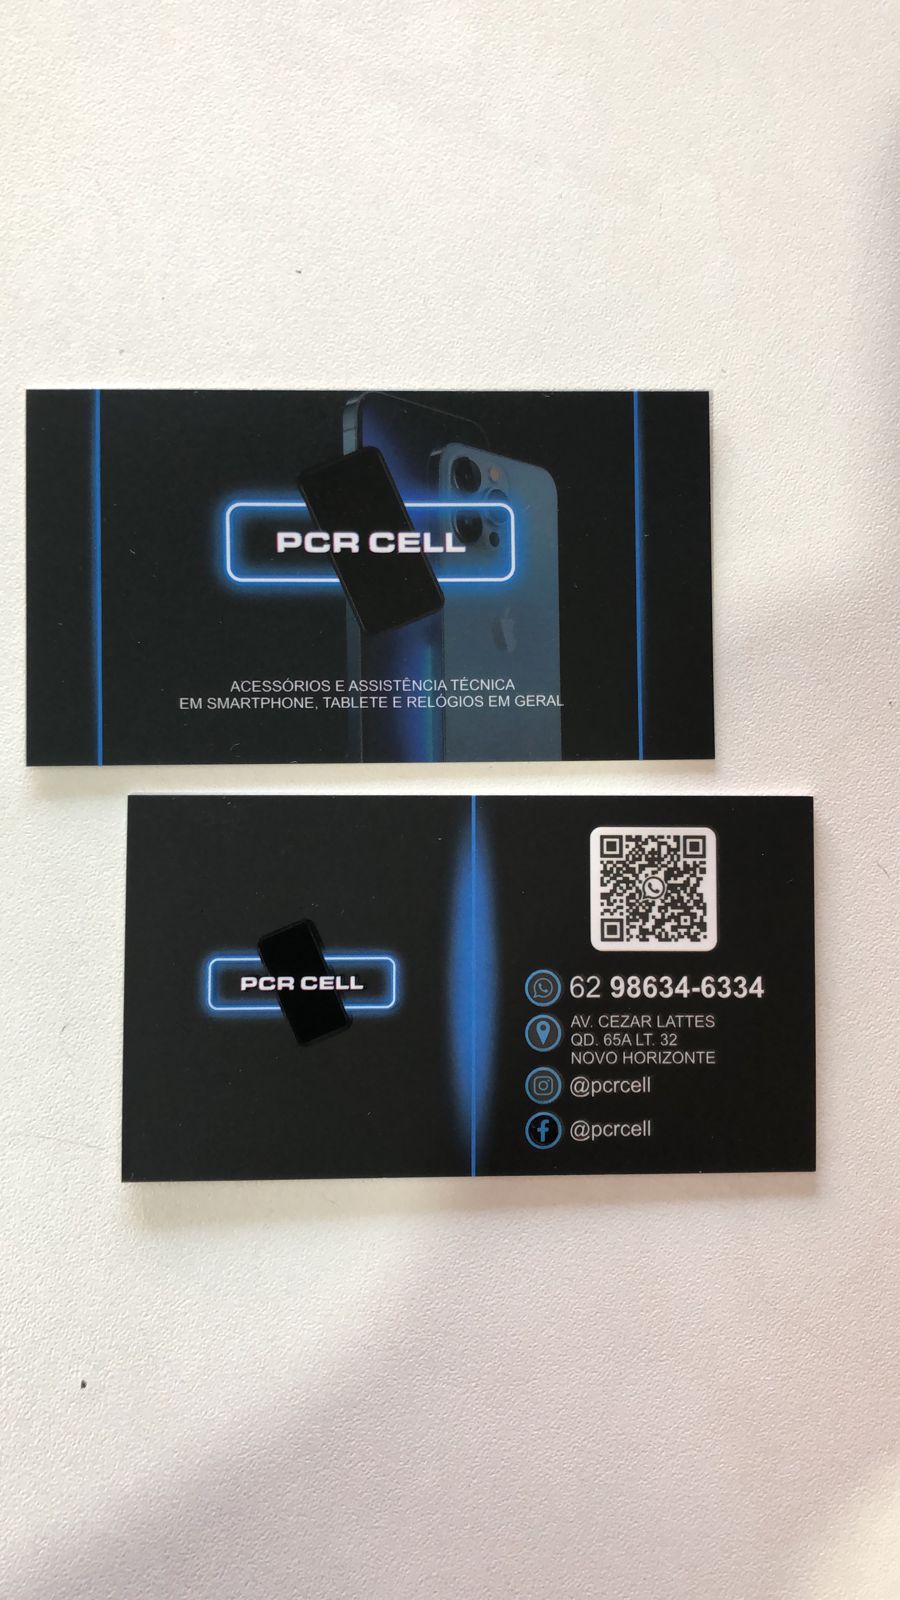 PCR CELL
ACESSÓRIOS E ASSISTÊNCIA TÉCNICA
EM SMARTPHONE, TABLETE E RELÓGIOS EM GERAL
PCR CELL
62 98634-6334
AV. CEZAR LATTES
QD. 65A LT. 32
NOVO HORIZONTE
@pcrcell
@pcrcell